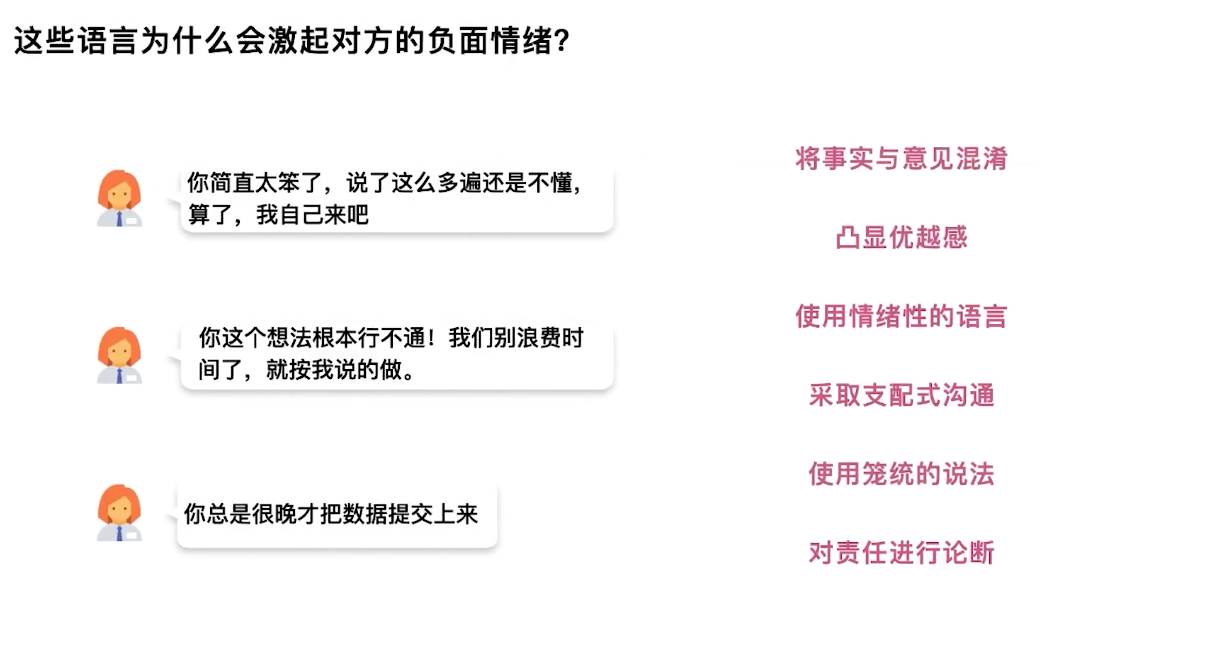 这些语言为什么会激起对方的负面情绪?
你简直太笨了，说了这么多遍还是不懂，
算了，我自己来吧
你这个想法根本行不通！我们别浪费时
间了，就按我说的做。
你总是很晚才把数据提交上来
将事实与意见混淆
凸显优越感
使用情绪性的语言
采取支配式沟通
使用笼统的说法
对责任进行论断